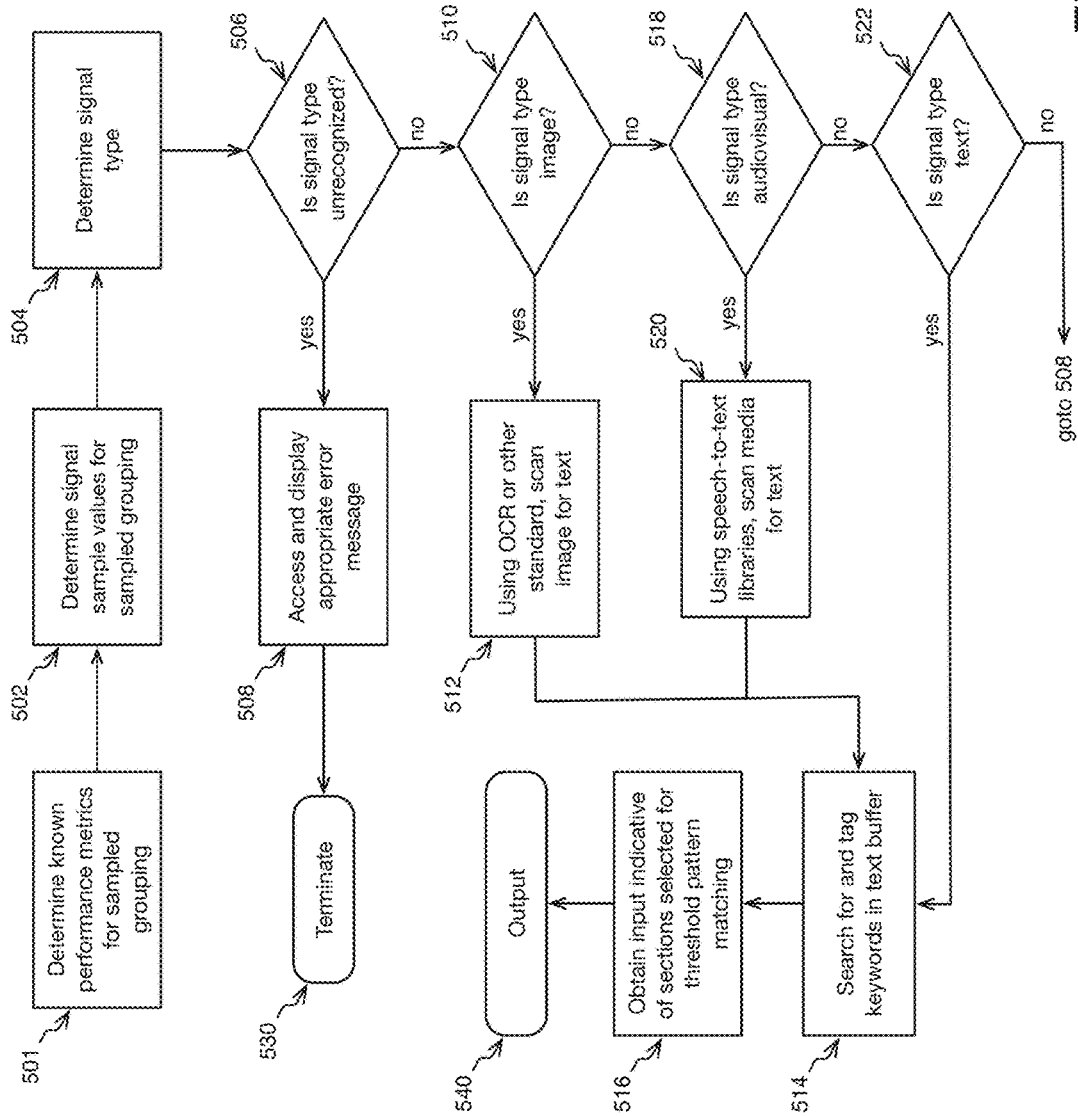 501
Determine known
performance metrics
for sampled
grouping
502
Determine signal
sample values for
sampled grouping
504
Determine signal
type
506
Is signal type
unrecognized?
yes
no
508
Access and display
appropriate error
message
530
Terminate
510
Is signal type
image?
yes
no
512
Using OCR or other
standard, scan
image for text
518
Is signal type
audiovisual?
yes
no
520
Using speech-to-text
libraries, scan media
for text
522
Is signal type
text?
yes
no
goto 508
514
Search for and tag
keywords in text buffer
516
Obtain input indicative
of sections selected for
threshold pattern
matching
540
Output